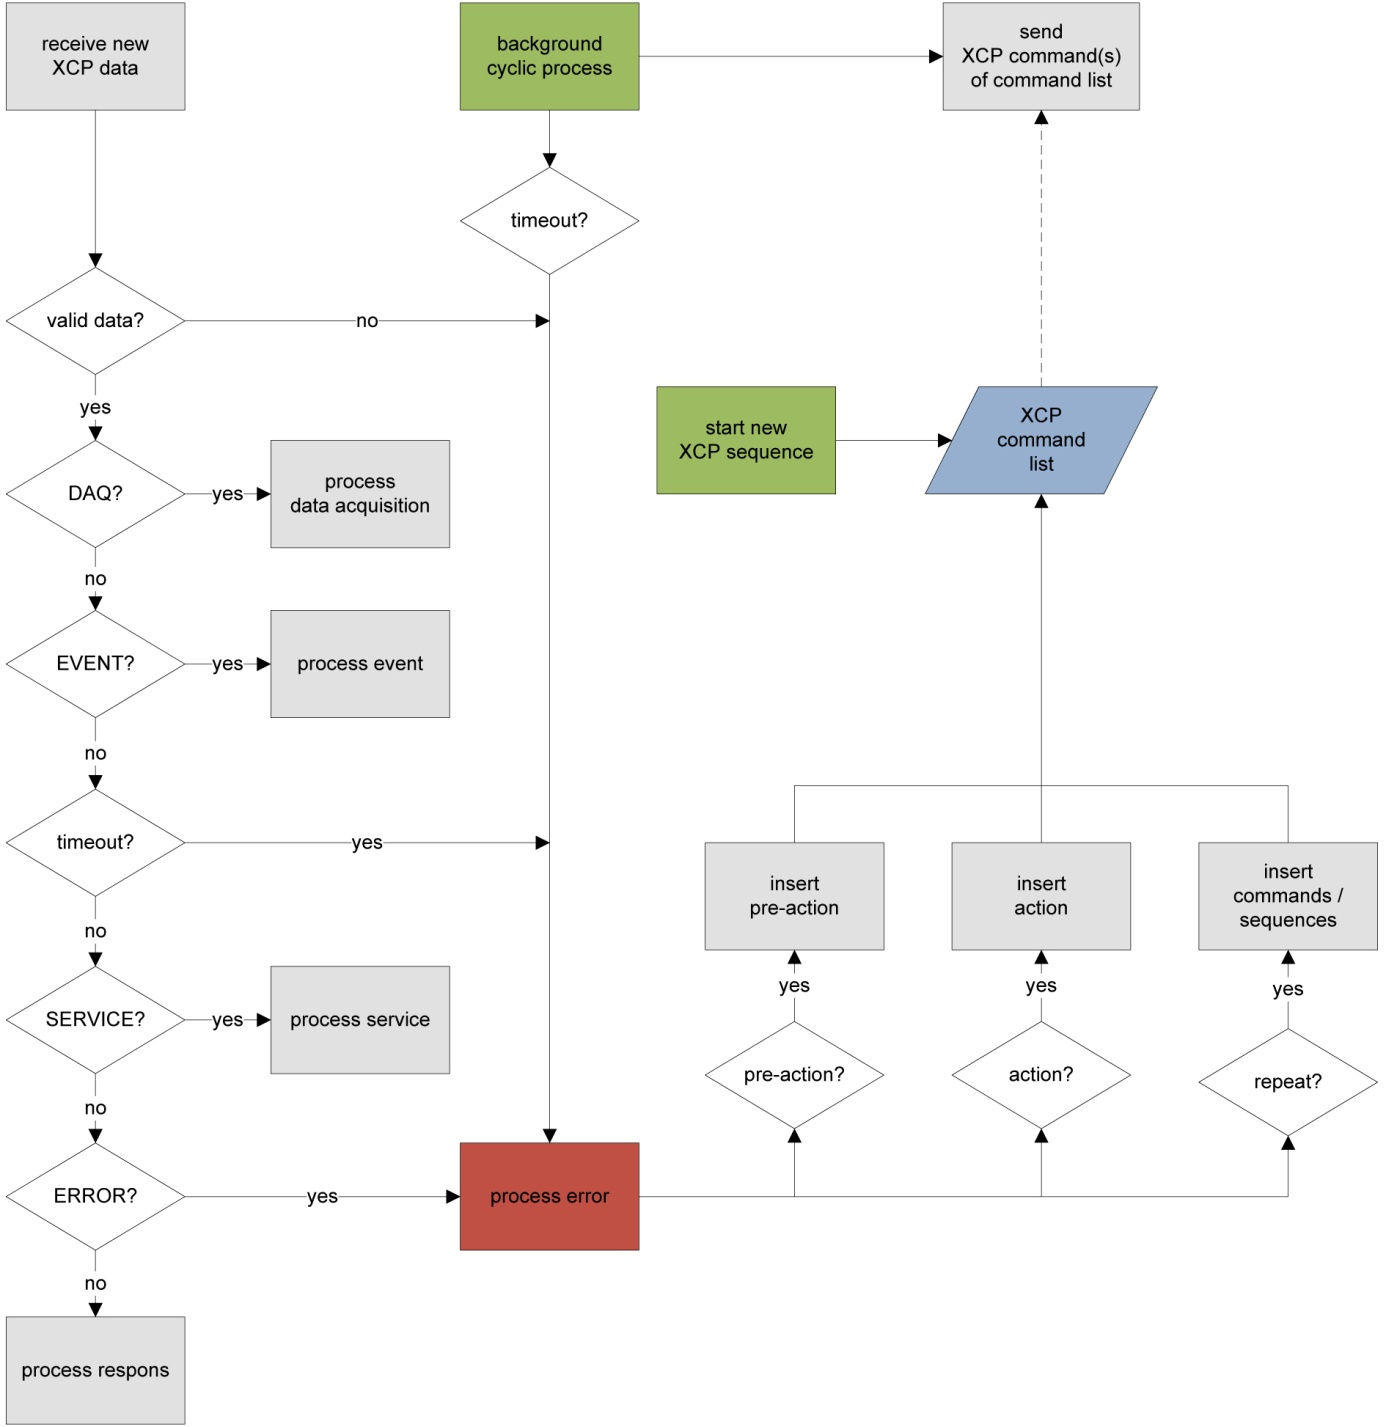 receive new
XCP data
background
cyclic process
send
XCP command(s)
of command list
timeout?
valid data?
no
yes
start new
XCP sequence
XCP
command
list
DAQ?
yes
process
data acquisition
no
EVENT?
yes
process event
no
timeout?
yes
insert
pre-action
insert
action
insert
commands /
sequences
no
yes
yes
yes
SERVICE?
yes
process service
pre-action?
action?
repeat?
no
ERROR?
yes
process error
no
process respons